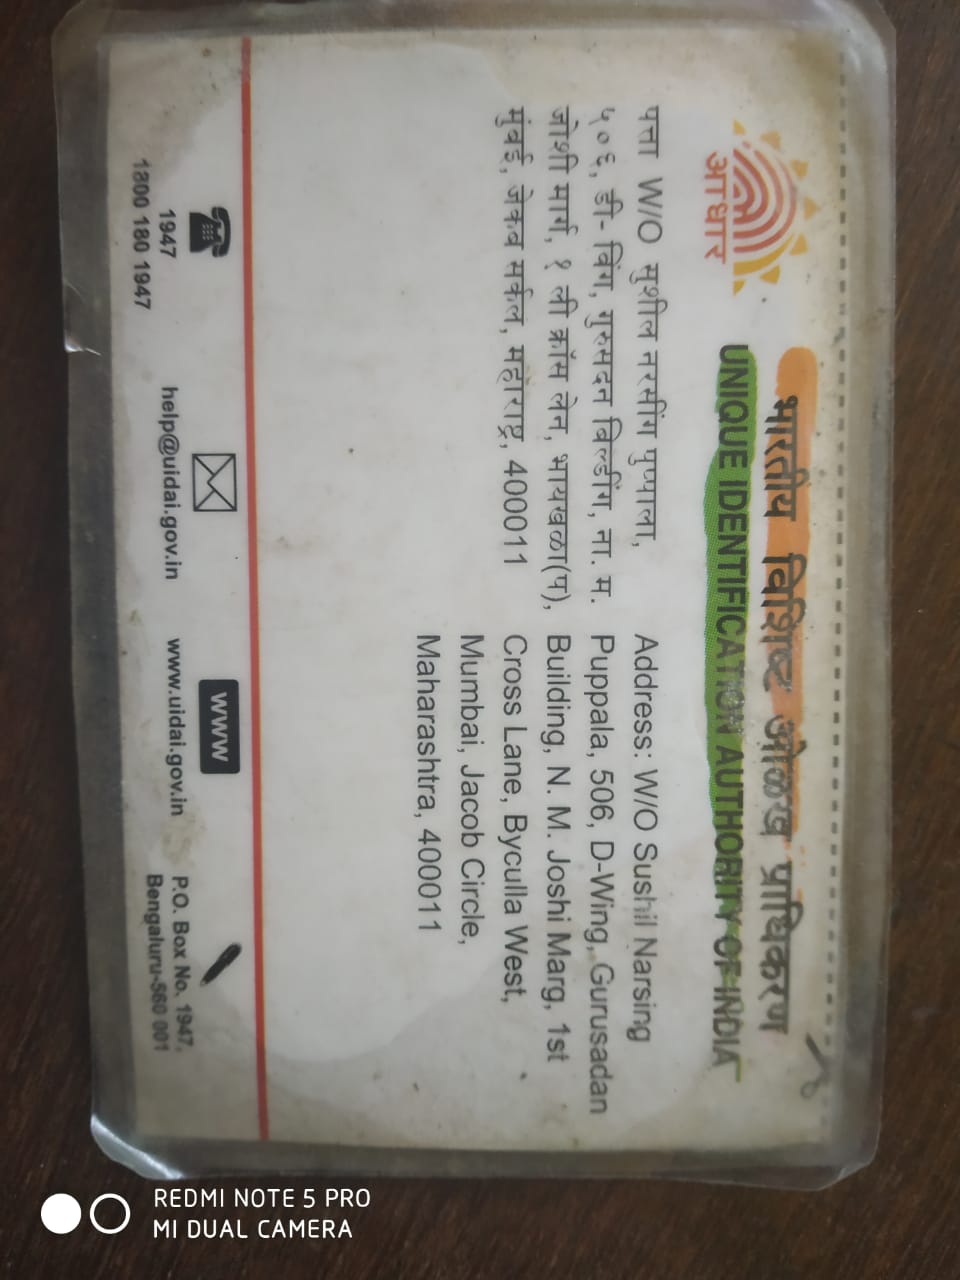 भारतीय विशिष्ट ओळख प्राधिकरण
UNIQUE IDENTIFICATION AUTHORITY OF INDIA
आधार
पत्ता W/O सुशील नरसींग पुप्पाला,
५०६, डी- विंग, गुरुसदन बिल्डींग, ना. म.
जोशी मार्ग, १ ली क्रॉस लेन, भायखळा(प),
मुंबई, जेकब सर्कल, महाराष्ट्र, 400011
Address: W/O Sushil Narsing
Puppala, 506, D-Wing, Gurusadan
Building, N. M. Joshi Marg, 1st
Cross Lane, Byculla West,
Mumbai, Jacob Circle,
Maharashtra, 400011
1947
1800 180 1947
help@uidai.gov.in
www
www.uidai.gov.in
P.O. Box No. 1947,
Bengaluru-560 001
REDMI NOTE 5 PRO
MI DUAL CAMERA